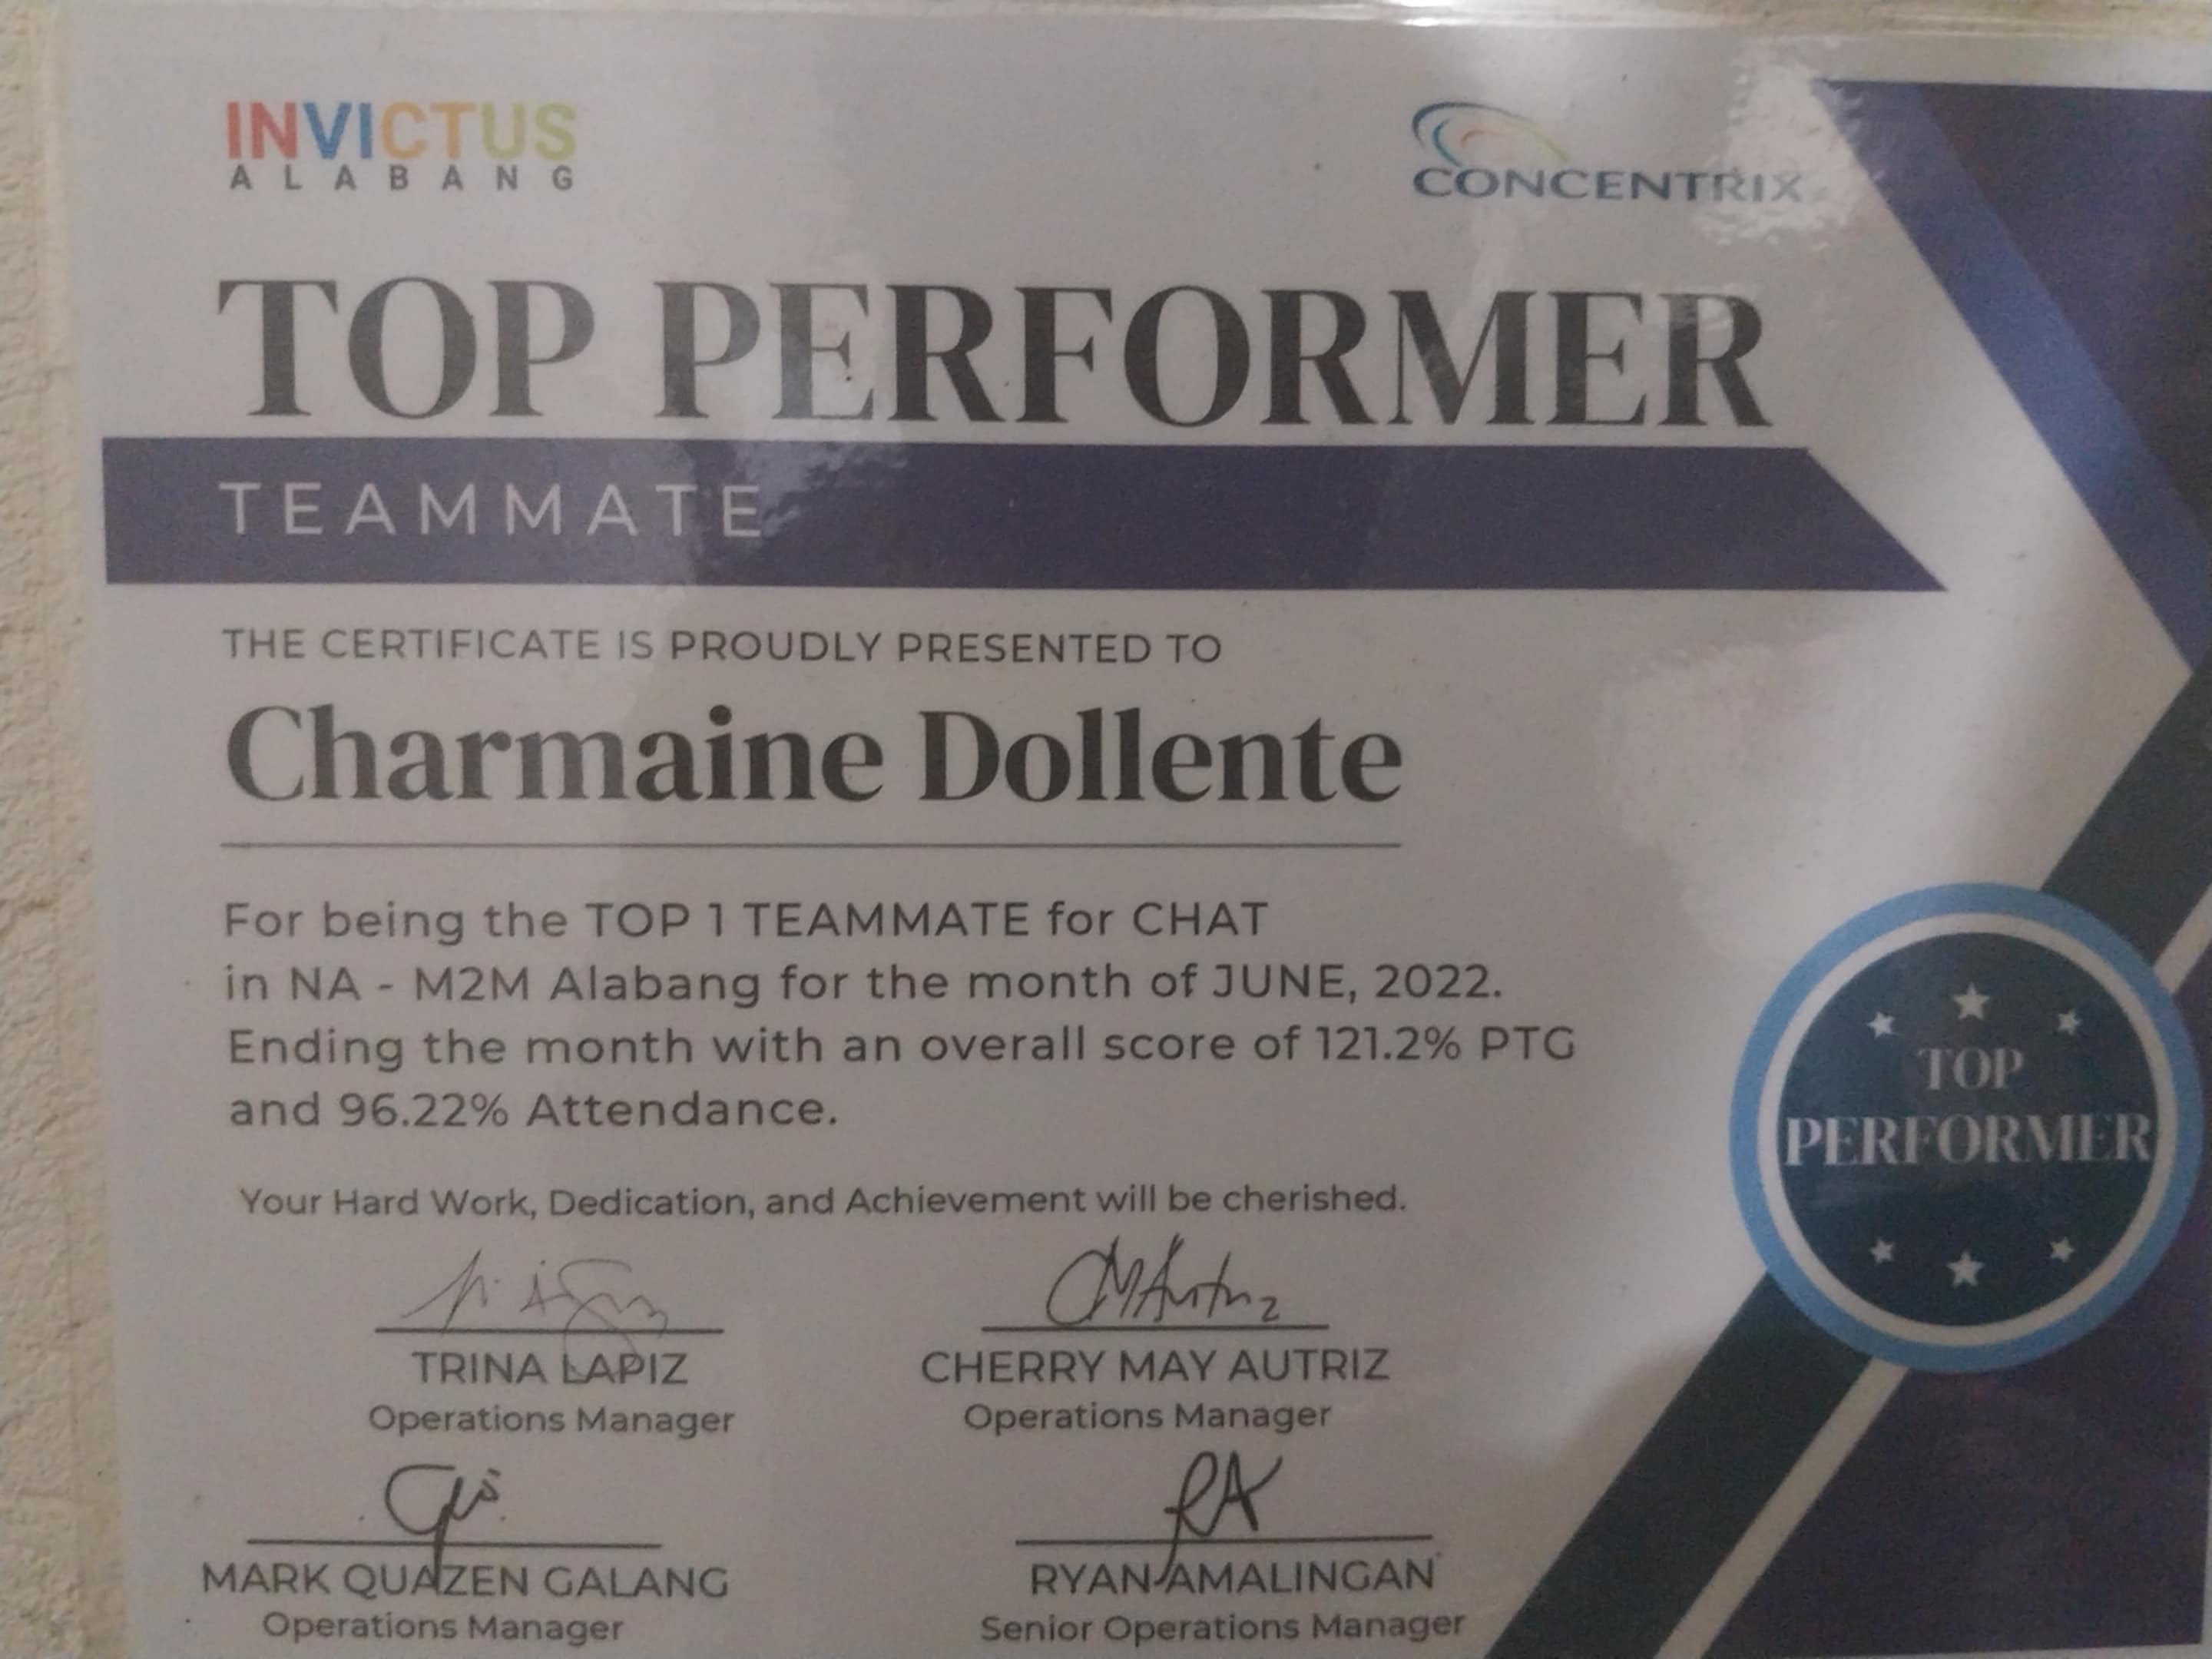 INVICTUS
ALABANG
CONCENTRIX
TOP PERFORMER
TEAMMATE
THE CERTIFICATE IS PROUDLY PRESENTED TO
Charmaine Dollente
For being the TOP 1 TEAMMATE for CHAT
in NA - M2M Alabang for the month of JUNE, 2022.
Ending the month with an overall score of 121.2% PTG
and 96.22% Attendance.
Your Hard Work, Dedication, and Achievement will be cherished.
TOP
PERFORMER
TRINA LAPIZ
Operations Manager
CHERRY MAY AUTRIZ
Operations Manager
MARK QUAZEN GALANG
Operations Manager
RA
RYAN AMALINGAN
Senior Operations Manager